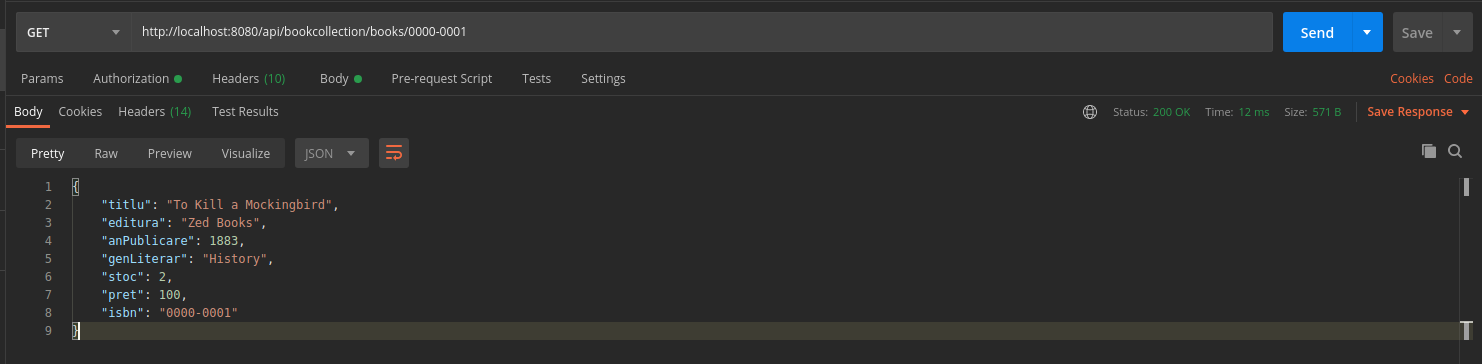 GET http://localhost:8080/api/bookcollection/books/0000-0001 Send Save
Params Authorization Headers (10) Body Pre-request Script Tests Settings Cookies Code
Body Cookies Headers (14) Test Results Status: 200 OK Time: 12 ms Size: 571 B Save Response
Pretty Raw Preview Visualize JSON
1 {
2 "titlu": "To Kill a Mockingbird",
3 "editura": "Zed Books",
4 "anPublicare": 1883,
5 "genLiterar": "History",
6 "stoc": 2,
7 "pret": 100,
8 "isbn": "0000-0001"
9 }